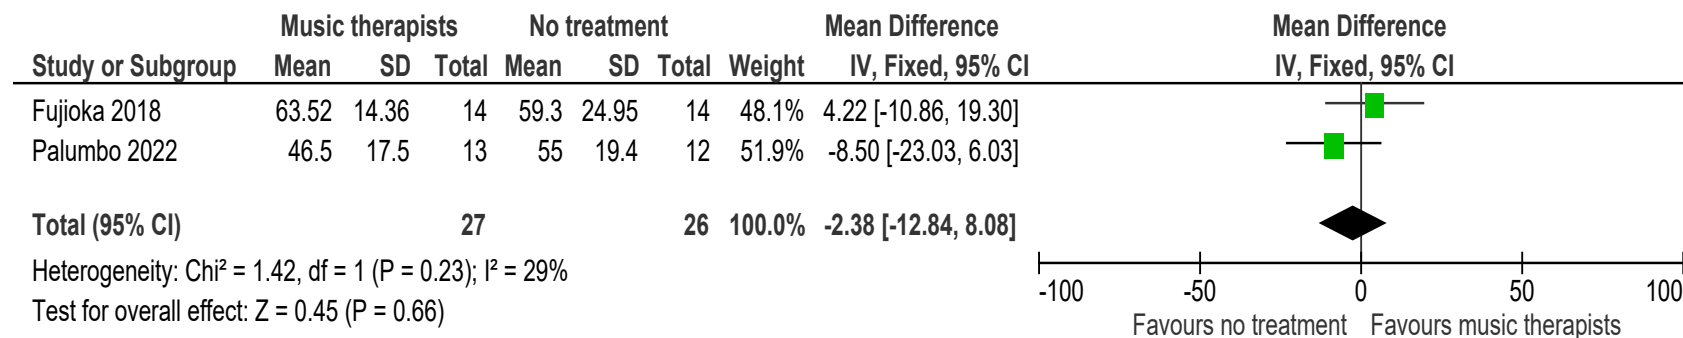 Music therapists No treatment Mean Difference Mean Difference
Study or Subgroup Mean SD Total Mean SD Total Weight IV, Fixed, 95% CI IV, Fixed, 95% CI
Fujioka 2018 63.52 14.36 14 59.3 24.95 14 48.1% 4.22 [-10.86, 19.30]
Palumbo 2022 46.5 17.5 13 55 19.4 12 51.9% -8.50 [-23.03, 6.03]
Total (95% CI) 27 26 100.0% -2.38 [-12.84, 8.08]
Heterogeneity: Chi² = 1.42, df = 1 (P = 0.23); I² = 29%
Test for overall effect: Z = 0.45 (P = 0.66)
-100 -50 0 50 100
Favours no treatment Favours music therapists